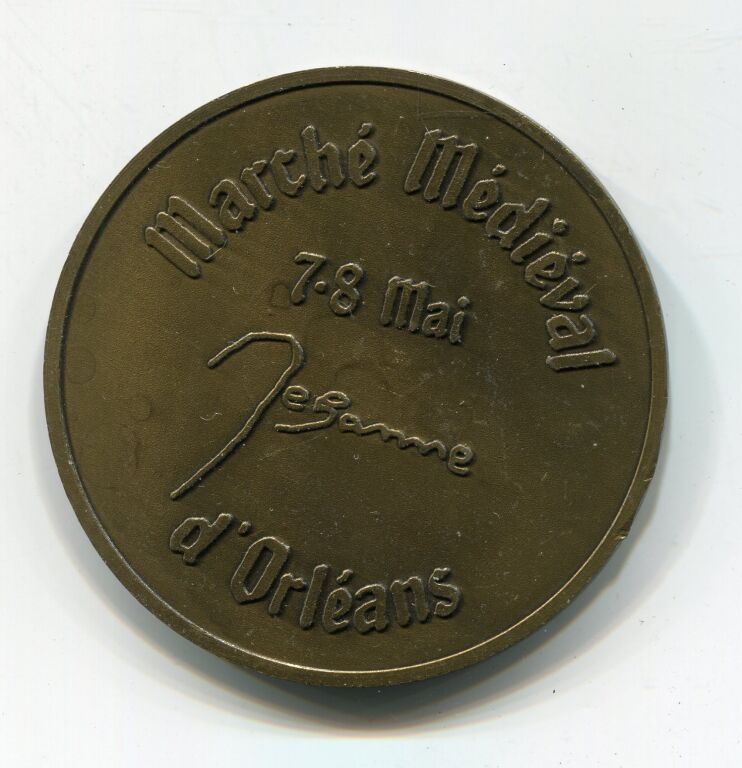 Marché Médiéval
7-8 Mai
Jehanne
d'Orléans